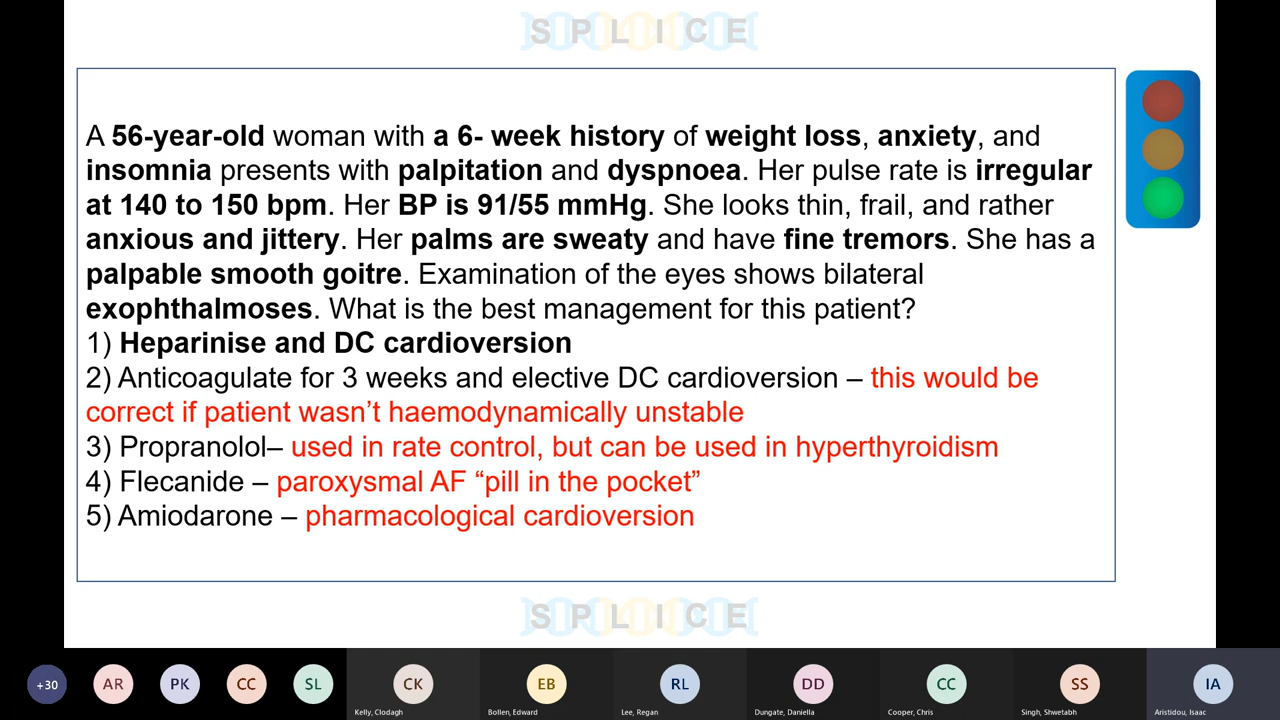 S P L I C E
A 56-year-old woman with a 6- week history of weight loss, anxiety, and
insomnia presents with palpitation and dyspnoea. Her pulse rate is irregular
at 140 to 150 bpm. Her BP is 91/55 mmHg. She looks thin, frail, and rather
anxious and jittery. Her palms are sweaty and have fine tremors. She has a
palpable smooth goitre. Examination of the eyes shows bilateral
exophthalmoses. What is the best management for this patient?
1) Heparinise and DC cardioversion
2) Anticoagulate for 3 weeks and elective DC cardioversion – this would be
correct if patient wasn’t haemodynamically unstable
3) Propranolol– used in rate control, but can be used in hyperthyroidism
4) Flecanide – paroxysmal AF “pill in the pocket”
5) Amiodarone – pharmacological cardioversion
S P L I C E
+30 AR PK CC SL CK EB RL DD CC SS IA
Kelly, Clodagh Bollen, Edward Lee, Regan Dungate, Daniella Cooper, Chris Singh, Shwetabh Aristidou, Isaac